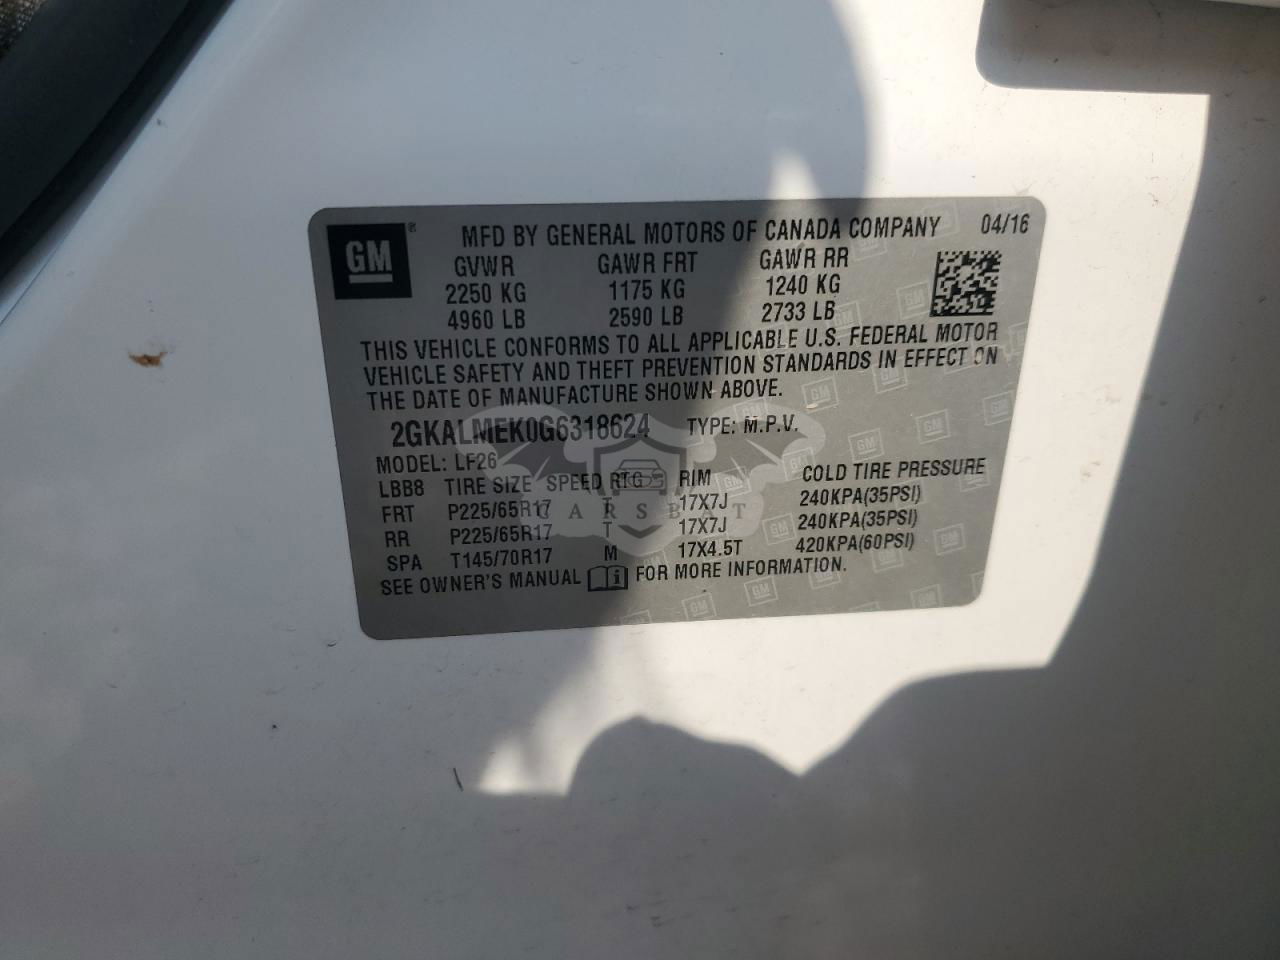 GM ® MFD BY GENERAL MOTORS OF CANADA COMPANY 04/16
GVWR GAWR FRT GAWR RR
2250 KG 1175 KG 1240 KG
4960 LB 2590 LB 2733 LB
THIS VEHICLE CONFORMS TO ALL APPLICABLE U.S. FEDERAL MOTOR
VEHICLE SAFETY AND THEFT PREVENTION STANDARDS IN EFFECT ON
THE DATE OF MANUFACTURE SHOWN ABOVE.
2GKALMEK0G6318624 TYPE: M.P.V.
MODEL: LF26
LBB8 TIRE SIZE SPEED RTG RIM COLD TIRE PRESSURE
FRT P225/65R17 T 17X7J 240KPA(35PSI)
CARSBAT
RR P225/65R17 T 17X7J 240KPA(35PSI)
SPA T145/70R17 M 17X4.5T 420KPA(60PSI)
SEE OWNER'S MANUAL i FOR MORE INFORMATION.